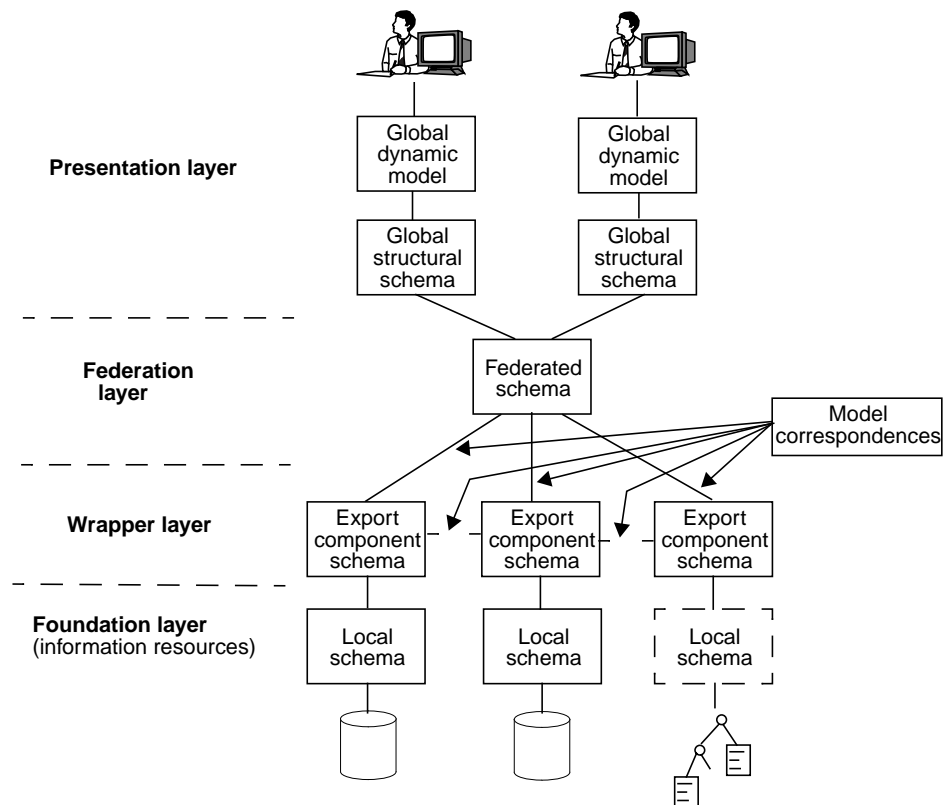 Presentation layer
Global
dynamic
model
Global
dynamic
model
Global
structural
schema
Global
structural
schema
Federation
layer
Federated
schema
Model
correspondences
Wrapper layer
Export
component
schema
Export
component
schema
Export
component
schema
Foundation layer
(information resources)
Local
schema
Local
schema
Local
schema